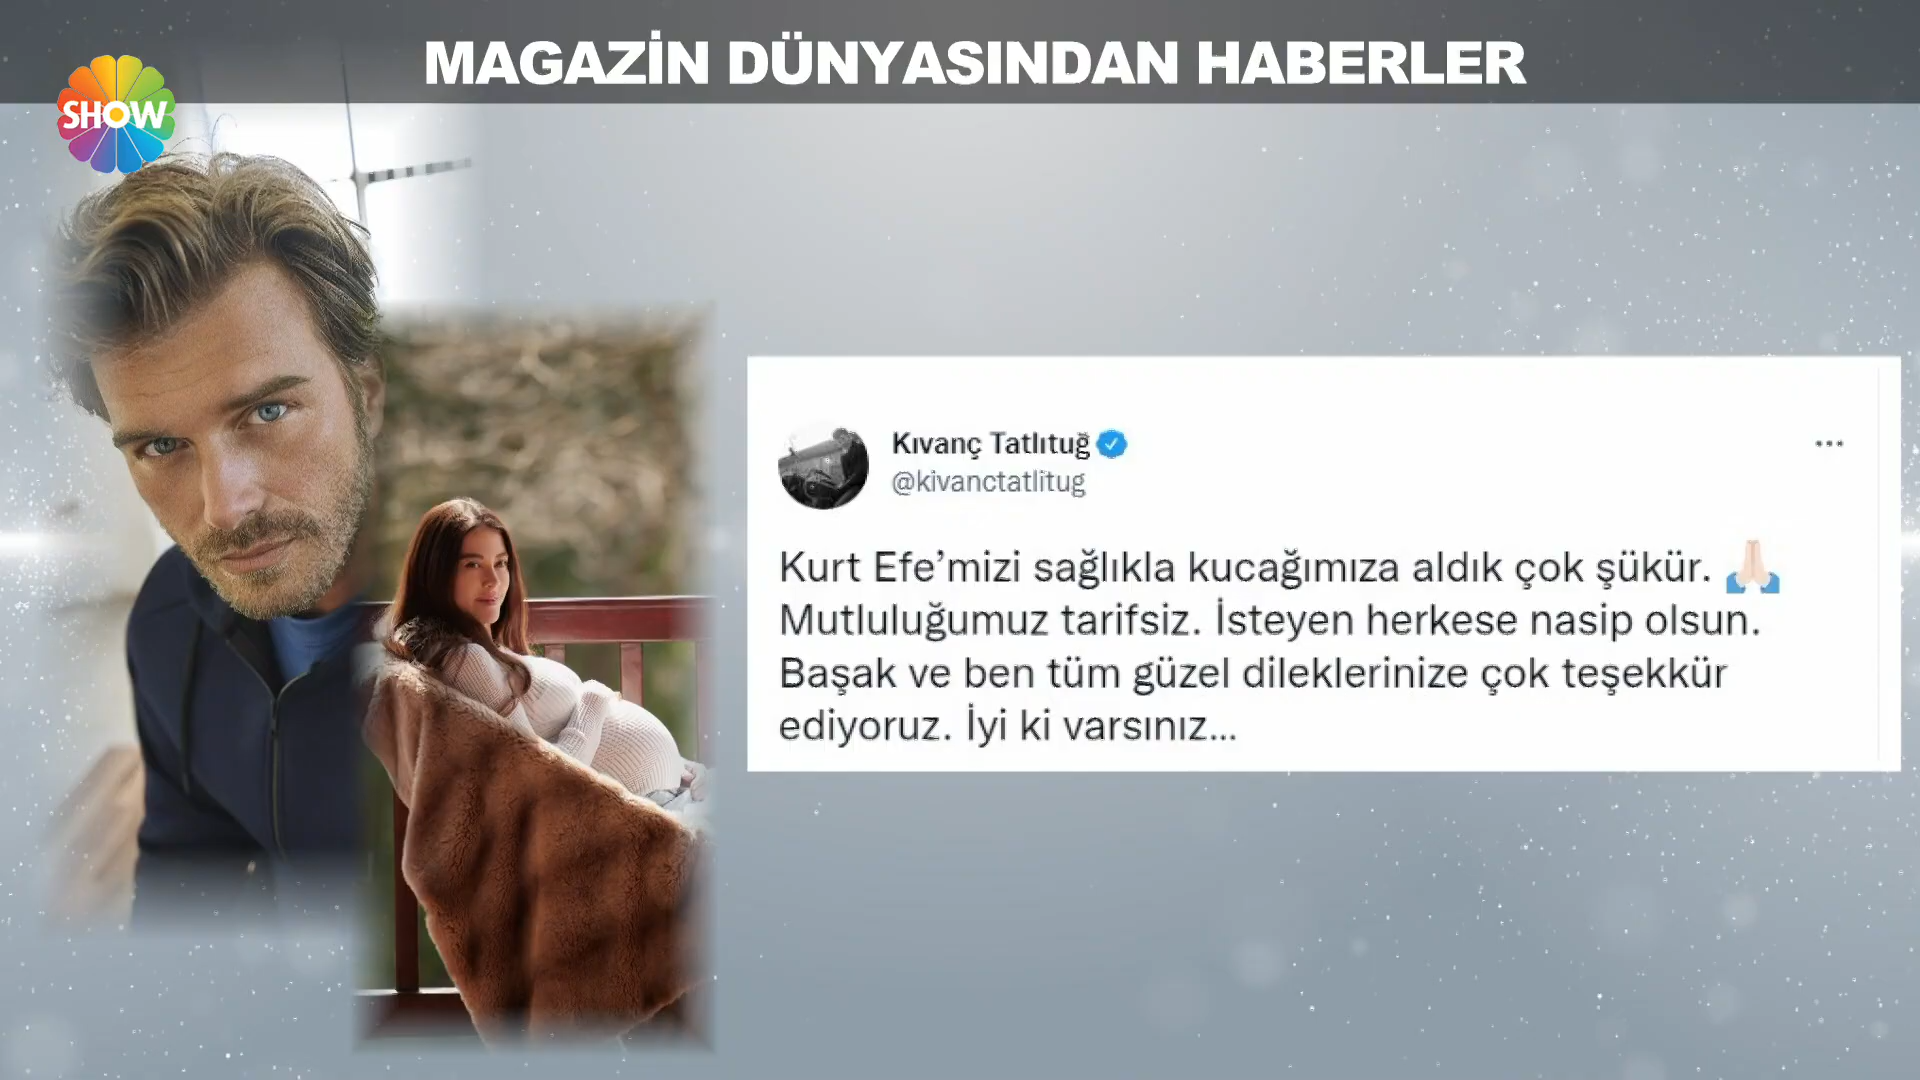 MAGAZİN DÜNYASINDAN HABERLER
SHOW
Kıvanç Tatlıtuğ
@kivanctatlitug
Kurt Efe’mizi sağlıkla kucağımıza aldık çok şükür. 🙏🏻
Mutluluğumuz tarifsiz. İsteyen herkese nasip olsun.
Başak ve ben tüm güzel dileklerinize çok teşekkür
ediyoruz. İyi ki varsınız...